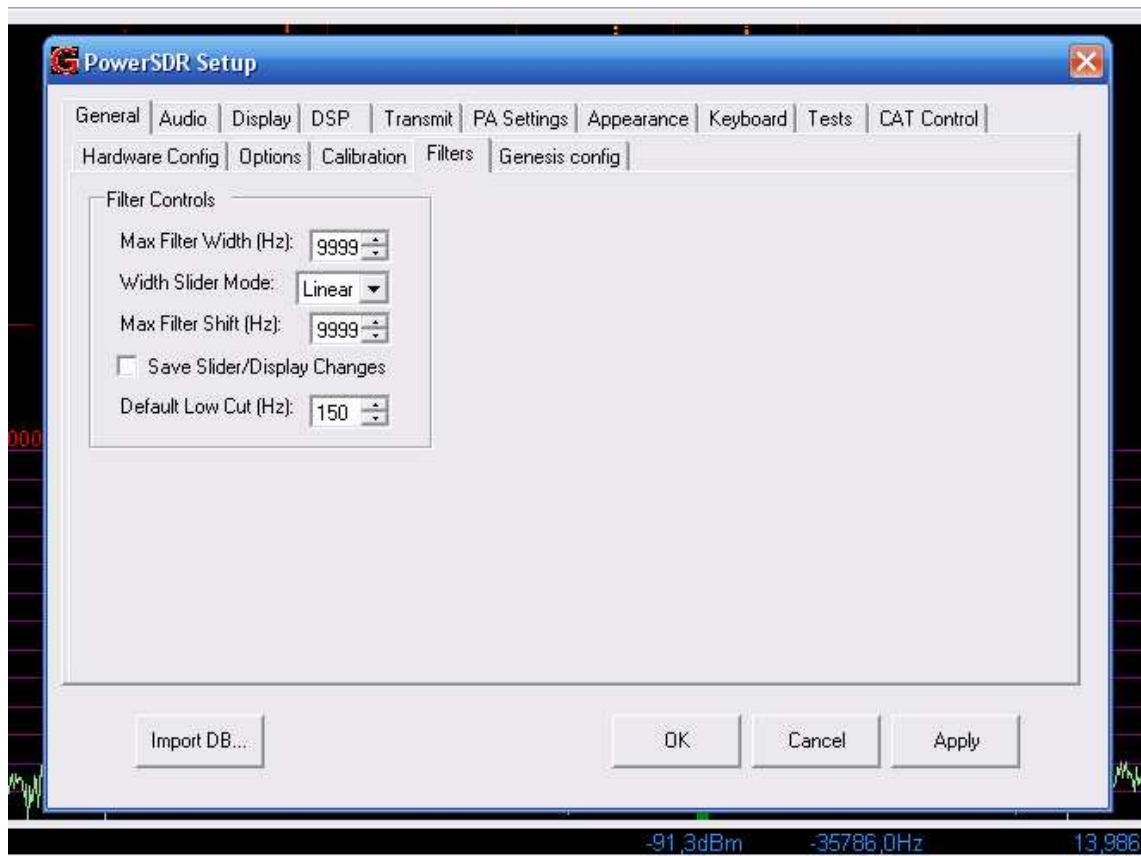 PowerSDR Setup
General Audio Display DSP Transmit PA Settings Appearance Keyboard Tests CAT Control
Hardware Config Options Calibration Filters Genesis config
Filter Controls
Max Filter Width (Hz): 9999
Width Slider Mode: Linear
Max Filter Shift (Hz): 9999
Save Slider/Display Changes
Default Low Cut (Hz): 150
000
Import DB... OK Cancel Apply
-91,3dBm -35786,0Hz 13,986